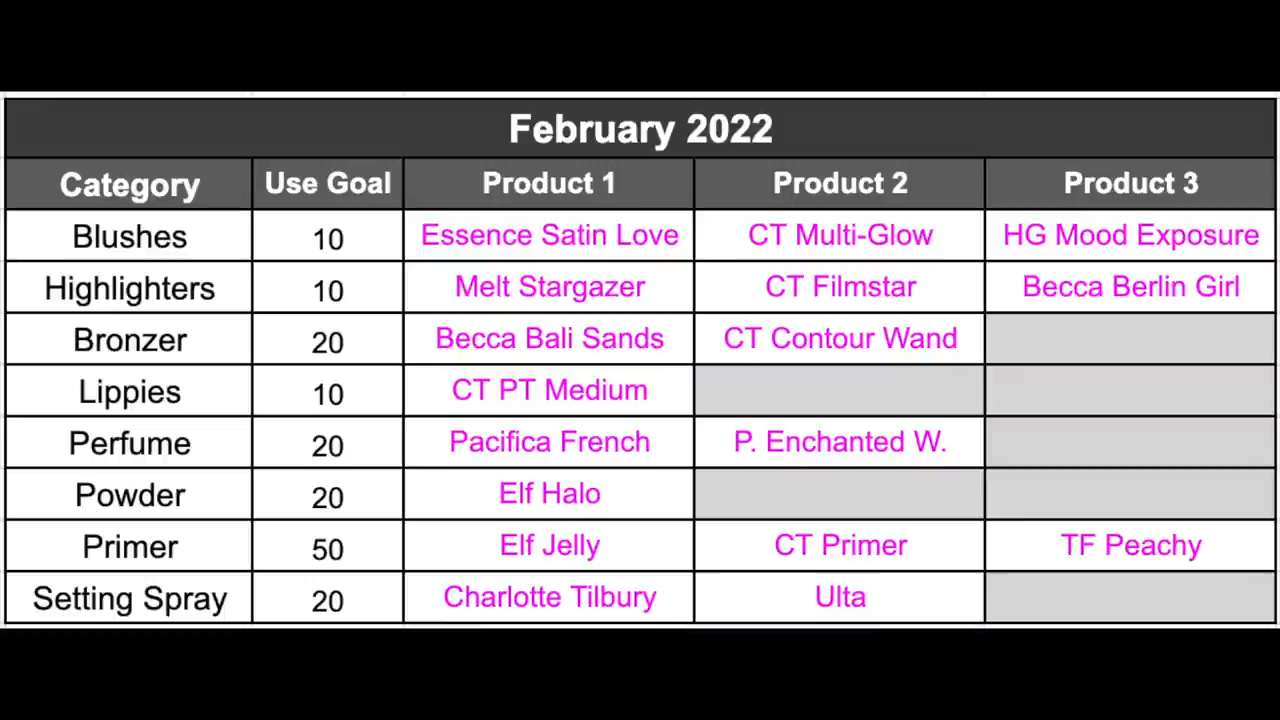 February 2022
Category Use Goal Product 1 Product 2 Product 3
Blushes 10 Essence Satin Love CT Multi-Glow HG Mood Exposure
Highlighters 10 Melt Stargazer CT Filmstar Becca Berlin Girl
Bronzer 20 Becca Bali Sands CT Contour Wand
Lippies 10 CT PT Medium
Perfume 20 Pacifica French P. Enchanted W.
Powder 20 Elf Halo
Primer 50 Elf Jelly CT Primer TF Peachy
Setting Spray 20 Charlotte Tilbury Ulta